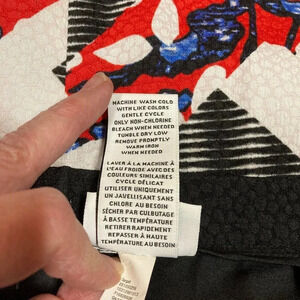 MACHINE WASH COLD
WITH LIKE COLORS
GENTLE CYCLE
ONLY NON-CHLORINE
BLEACH WHEN NEEDED
TUMBLE DRY LOW
REMOVE PROMPTLY
WARM IRON
WHEN NEEDED
LAVER À LA MACHINE À
L'EAU FROIDE AVEC DES
COULEURS SIMILAIRES
CYCLE DÉLICAT
UTILISER UNIQUEMENT
UN JAVELLISANT SANS
CHLORE AU BESOIN
SÉCHER PAR CULBUTAGE
À BASSE TEMPÉRATURE
RETIRER RAPIDEMENT
REPASSER À HAUTE
TEMPÉRATURE AU BESOIN